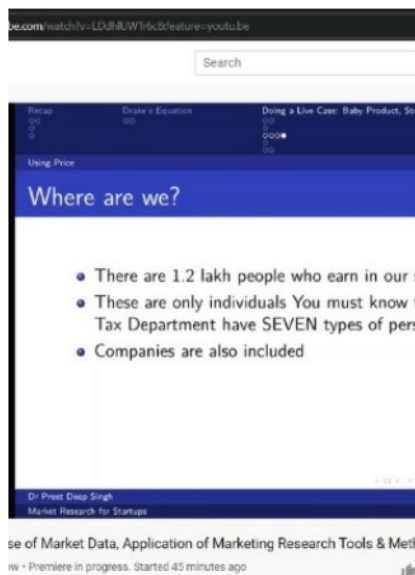 be.com/watch?v=LDdhlUWTr6c&feature=youtu.be
Search
Recap
Drake's Equation
Doing a Live Case: Baby Product, St
Using Price
Where are we?
There are 1.2 lakh people who earn in our
These are only individuals You must know
Tax Department have SEVEN types of pers
Companies are also included
Dr Preet Deep Singh
Market Research for Startups
se of Market Data, Application of Marketing Research Tools & Meth
ow • Premiere in progress. Started 45 minutes ago